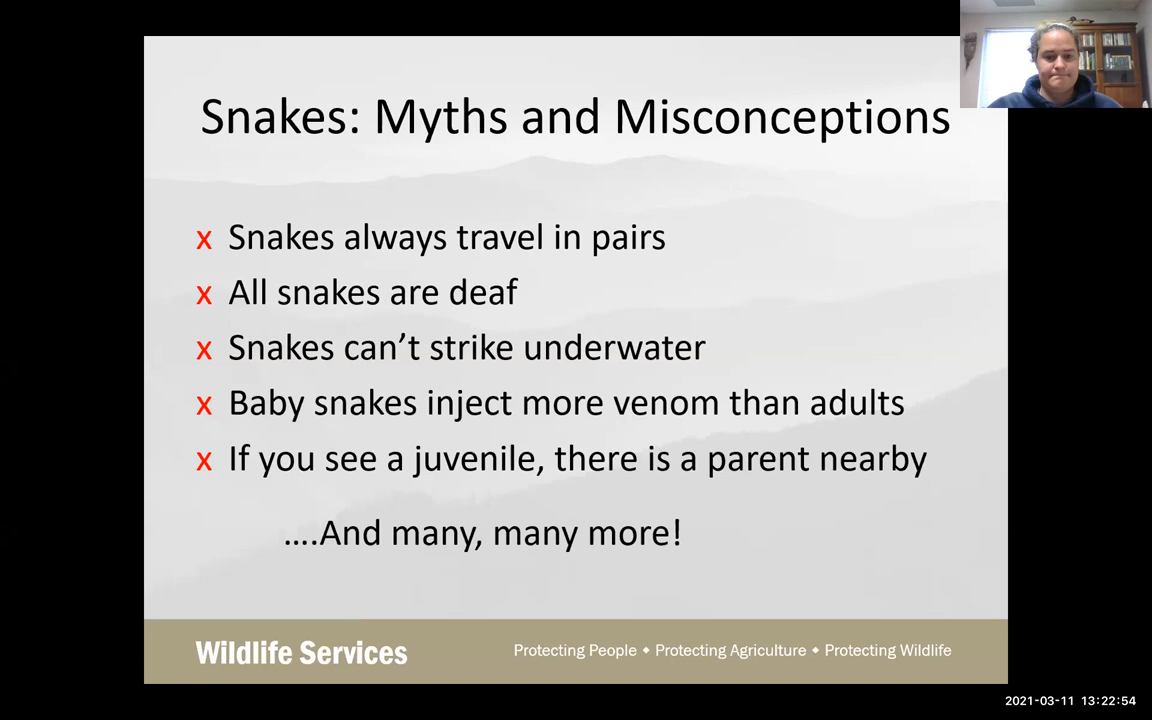 Snakes: Myths and Misconceptions
x Snakes always travel in pairs
x All snakes are deaf
x Snakes can’t strike underwater
x Baby snakes inject more venom than adults
x If you see a juvenile, there is a parent nearby
....And many, many more!
Wildlife Services
Protecting People ⬥ Protecting Agriculture ⬥ Protecting Wildlife
2021-03-11 13:22:54